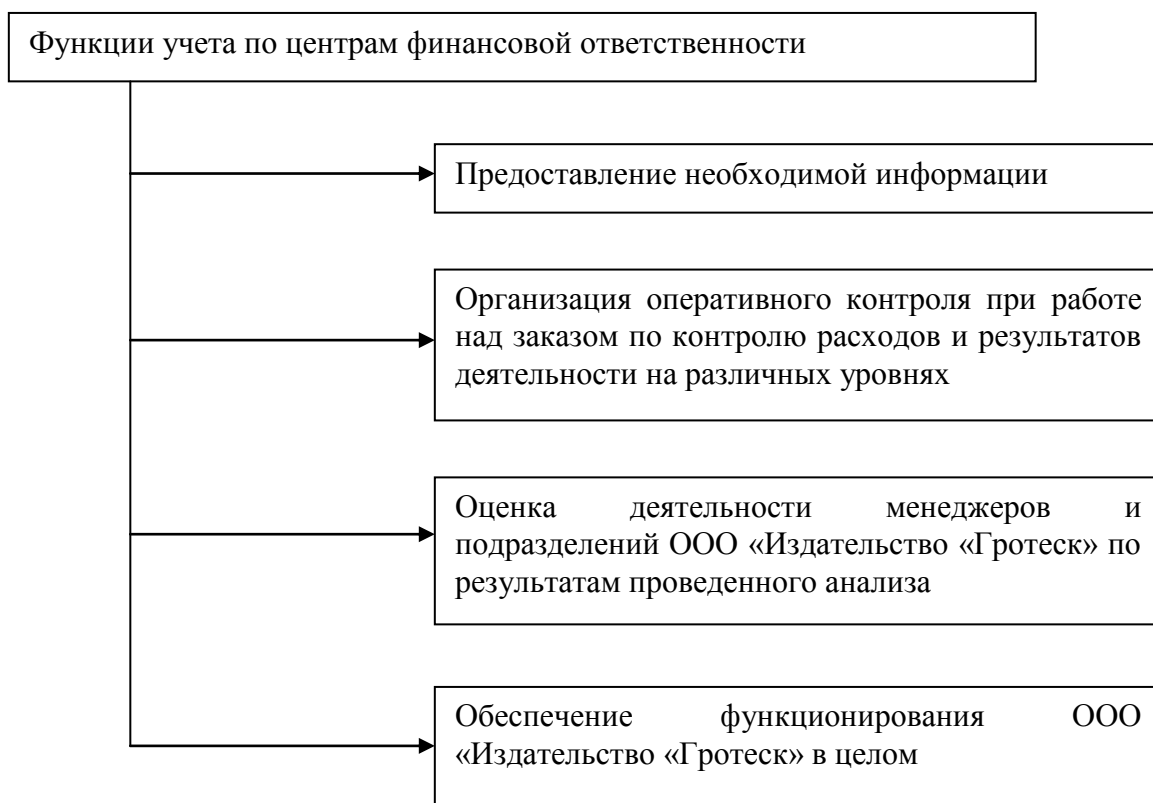 Функции учета по центрам финансовой ответственности
Предоставление необходимой информации
Организация оперативного контроля при работе
над заказом по контролю расходов и результатов
деятельности на различных уровнях
Оценка деятельности менеджеров и
подразделений ООО «Издательство «Гротеск» по
результатам проведенного анализа
Обеспечение функционирования ООО
«Издательство «Гротеск» в целом